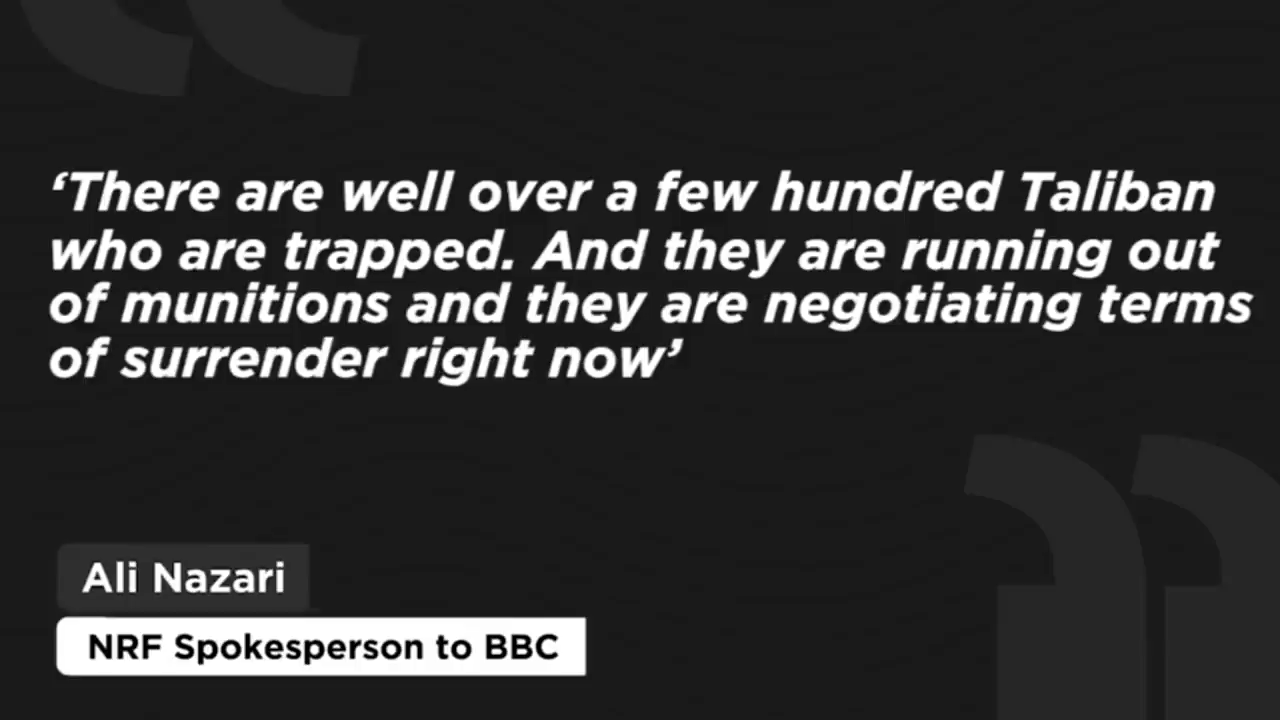 ‘There are well over a few hundred Taliban
who are trapped. And they are running out
of munitions and they are negotiating terms
of surrender right now’
Ali Nazari
NRF Spokesperson to BBC